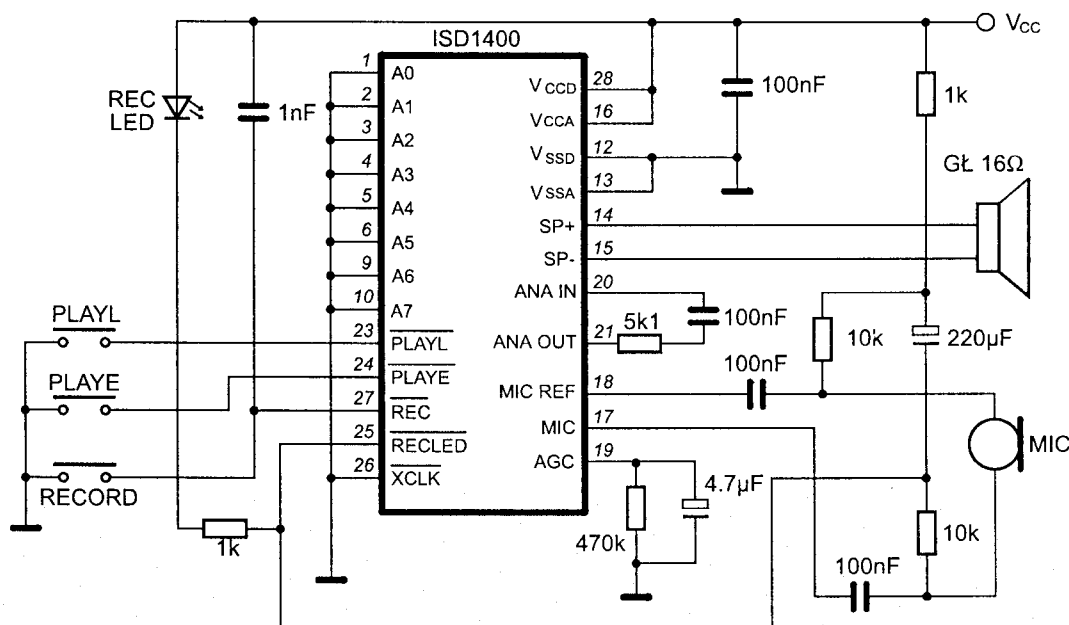 ISD1400
VCC
REC
LED
1nF
100nF
1k
GŁ 16Ω
1 A0
2 A1
3 A2
4 A3
5 A4
6 A5
9 A6
10 A7
23 PLAYL
24 PLAYE
27 REC
25 RECLED
26 XCLK
VCCD 28
VCCA 16
VSSD 12
VSSA 13
SP+ 14
SP- 15
ANA IN 20
ANA OUT 21
MIC REF 18
MIC 17
AGC 19
PLAYL
PLAYE
RECORD
1k
5k1
100nF
100nF
10k
220µF
MIC
4.7µF
470k
100nF
10k